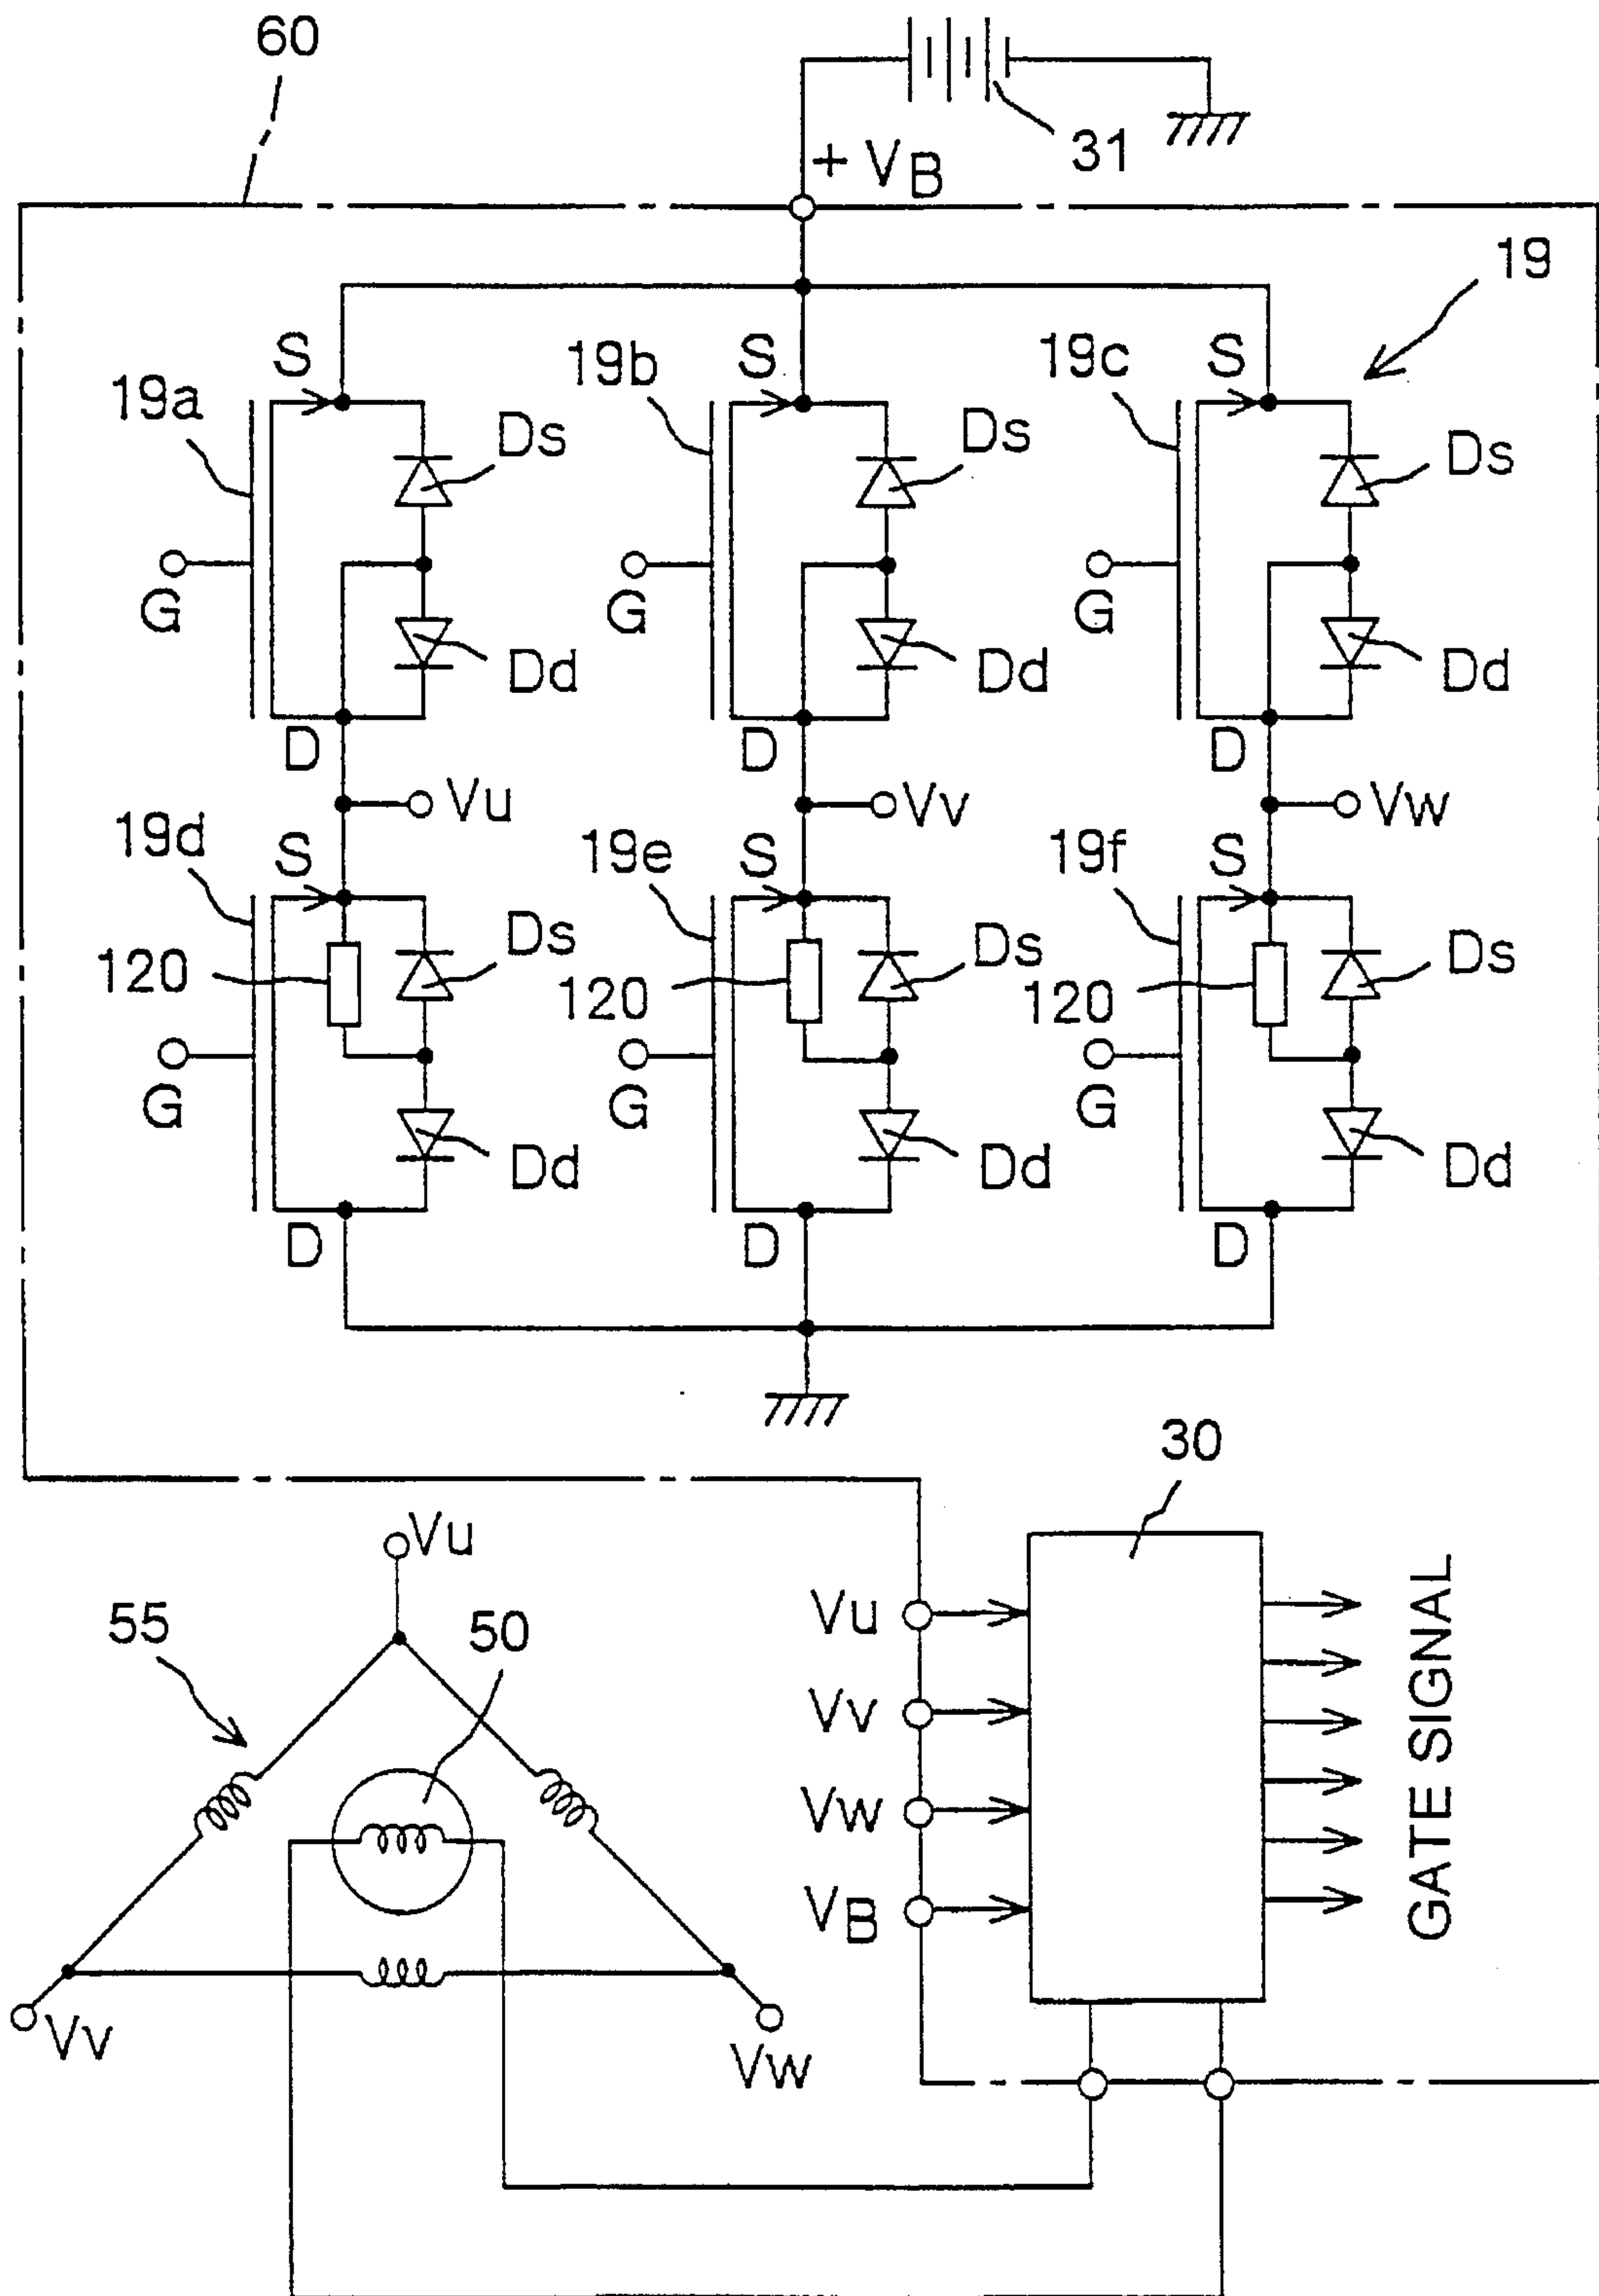 60
31
+ VB
19
S
S
S
19a
19b
19c
Ds
Ds
Ds
G
G
G
Dd
Dd
Dd
D
D
D
Vu
Vv
Vw
19d
19e
19f
S
S
S
Ds
Ds
Ds
120
120
120
G
G
G
Dd
Dd
Dd
D
D
D
30
Vu
55
50
Vu
Vv
Vw
VB
GATE SIGNAL
Vv
Vw